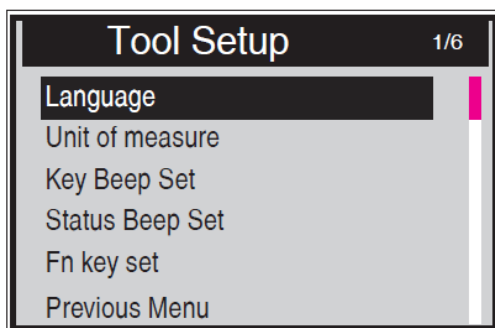 Tool Setup 1/6
Language
Unit of measure
Key Beep Set
Status Beep Set
Fn key set
Previous Menu